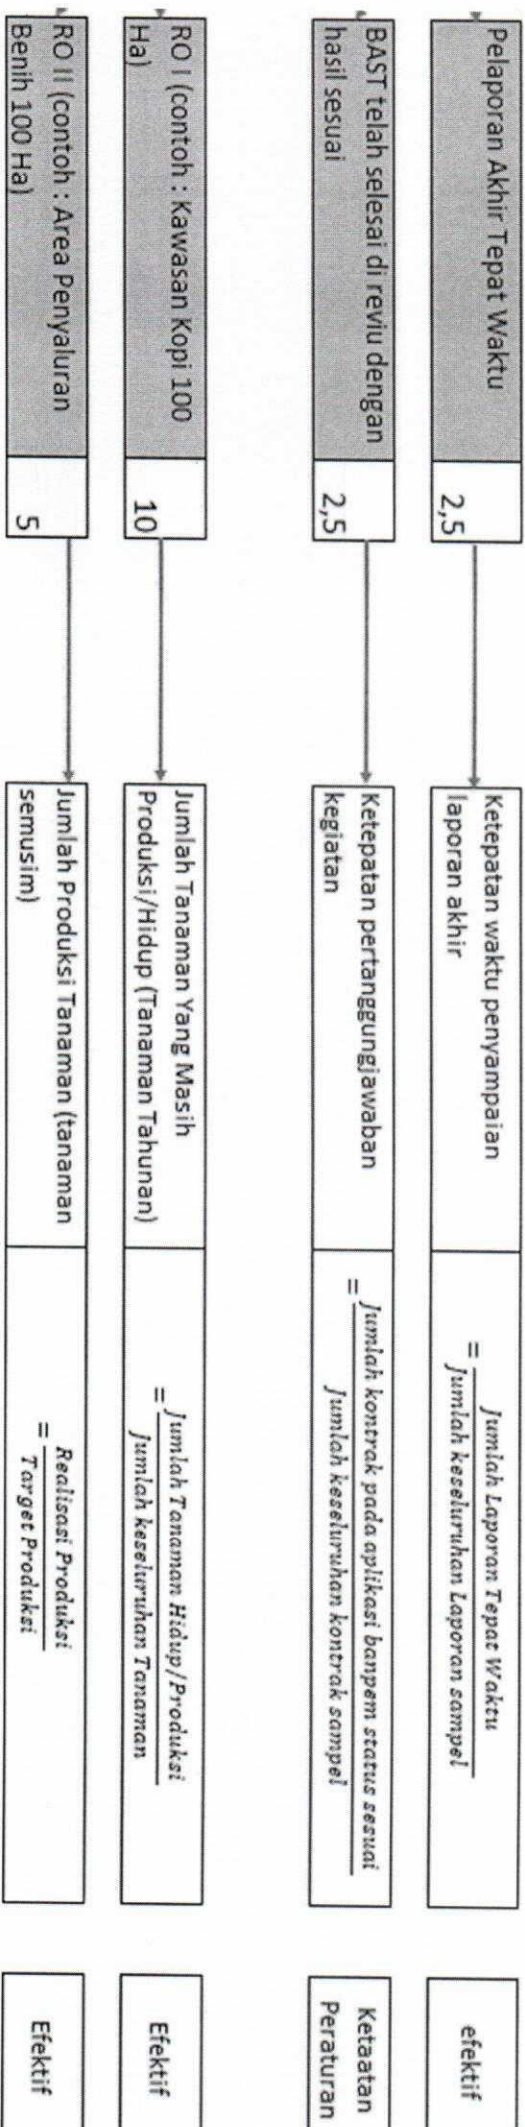 Pelaporan Akhir Tepat Waktu
2,5
Ketepatan waktu penyampaian
laporan akhir
= Jumlah Laporan Tepat Waktu
Jumlah keseluruhan Laporan sampel
efektif
BAST telah selesai di reviu dengan
hasil sesuai
2,5
Ketepatan pertanggungjawaban
kegiatan
= Jumlah kontrak pada aplikasi banpem status sesuai
Jumlah keseluruhan kontrak sampel
Ketaatan
Peraturan
RO I (contoh : Kawasan Kopi 100
Ha)
10
Jumlah Tanaman Yang Masih
Produksi/Hidup (Tanaman Tahunan)
= Jumlah Tanaman Hidup/Produksi
Jumlah keseluruhan Tanaman
Efektif
RO II (contoh : Area Penyaluran
Benih 100 Ha)
5
Jumlah Produksi Tanaman (tanaman
semusim)
= Realisasi Produksi
Target Produksi
Efektif